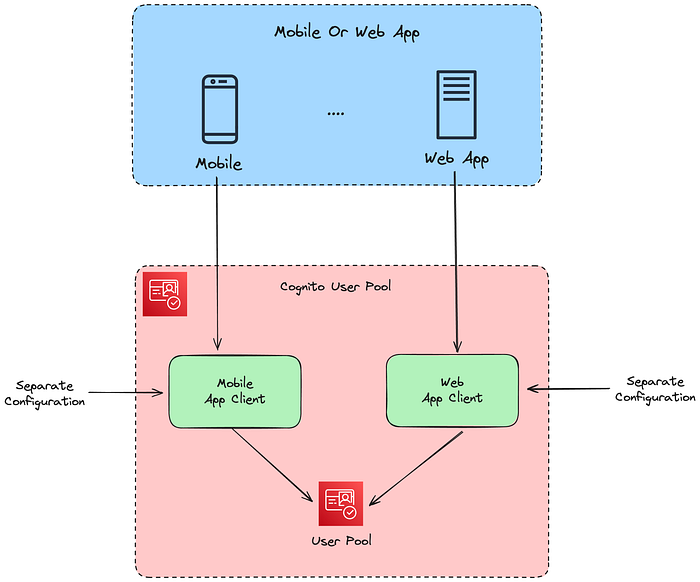 Mobile Or Web App
....
Mobile
Web App
Cognito User Pool
Separate
Configuration
Mobile
App Client
Web
App Client
Separate
Configuration
User Pool